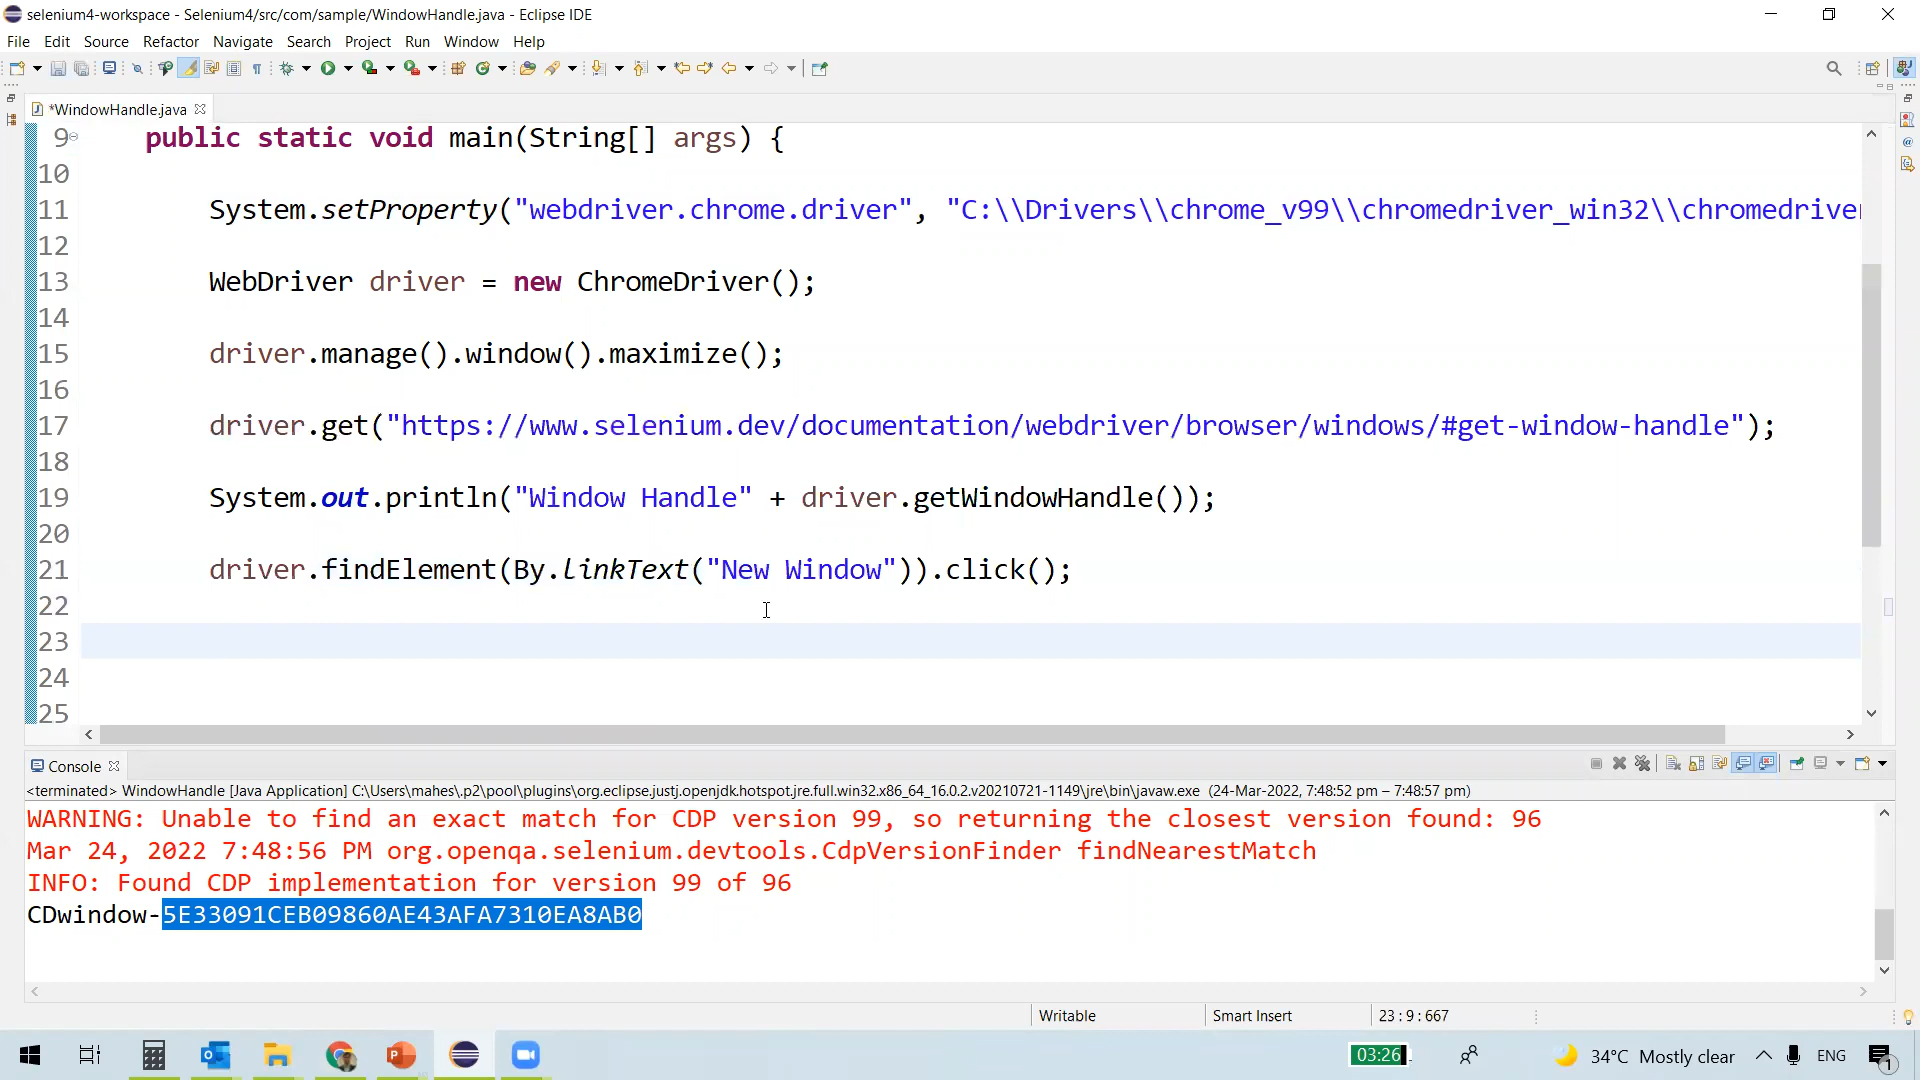 selenium4-workspace - Selenium4/src/com/sample/WindowHandle.java - Eclipse IDE
File Edit Source Refactor Navigate Search Project Run Window Help
*WindowHandle.java
9 public static void main(String[] args) {
10
11 System.setProperty("webdriver.chrome.driver", "C:\\Drivers\\chrome_v99\\chromedriver_win32\\chromedriver
12
13 WebDriver driver = new ChromeDriver();
14
15 driver.manage().window().maximize();
16
17 driver.get("https://www.selenium.dev/documentation/webdriver/browser/windows/#get-window-handle");
18
19 System.out.println("Window Handle" + driver.getWindowHandle());
20
21 driver.findElement(By.linkText("New Window")).click();
22
23
24
25
Console
<terminated> WindowHandle [Java Application] C:\Users\mahes\.p2\pool\plugins\org.eclipse.justj.openjdk.hotspot.jre.full.win32.x86_64_16.0.2.v20210721-1149\jre\bin\javaw.exe (24-Mar-2022, 7:48:52 pm – 7:48:57 pm)
WARNING: Unable to find an exact match for CDP version 99, so returning the closest version found: 96
Mar 24, 2022 7:48:56 PM org.openqa.selenium.devtools.CdpVersionFinder findNearestMatch
INFO: Found CDP implementation for version 99 of 96
CDwindow-5E33091CEB09860AE43AFA7310EA8AB0
Writable Smart Insert 23 : 9 : 667
03:26 34°C Mostly clear ENG 1